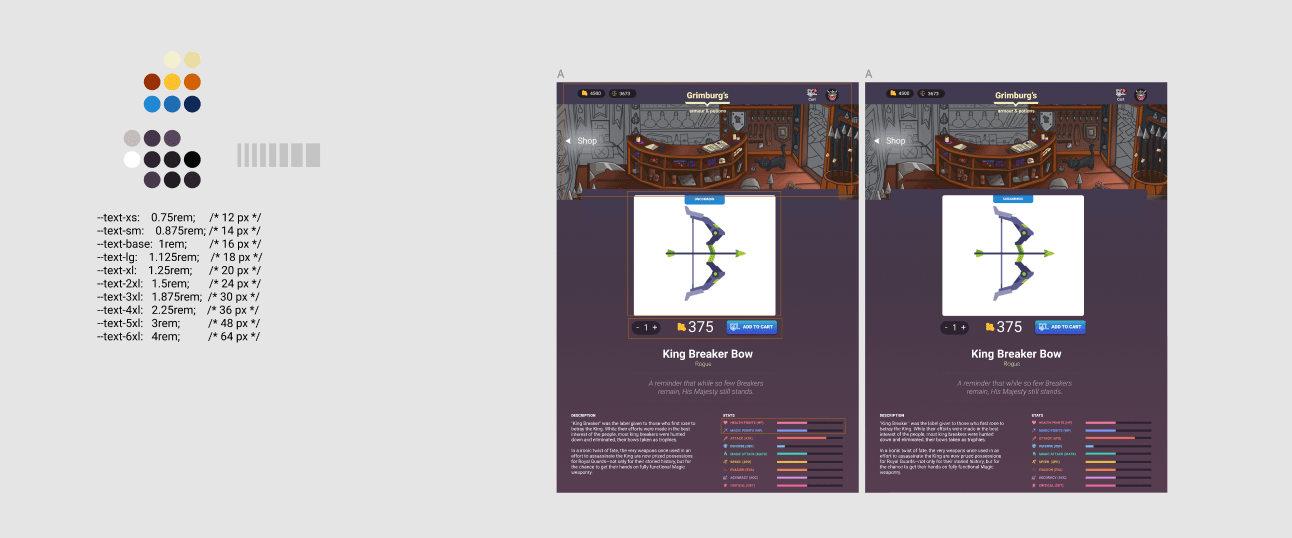 --text-xs: 0.75rem; /* 12 px */
--text-sm: 0.875rem; /* 14 px */
--text-base: 1rem; /* 16 px */
--text-lg: 1.125rem; /* 18 px */
--text-xl: 1.25rem; /* 20 px */
--text-2xl: 1.5rem; /* 24 px */
--text-3xl: 1.875rem; /* 30 px */
--text-4xl: 2.25rem; /* 36 px */
--text-5xl: 3rem; /* 48 px */
--text-6xl: 4rem; /* 64 px */
A
4500 3673
Grimburg's
armour & potions
Cart
Shop
- 1 +
375
ADD TO CART
King Breaker Bow
Rogue
A reminder that while so few Breakers
remain, His Majesty still stands.
DESCRIPTION
"King Breaker" was the label given to those who first rose to
betray the King. While their efforts were made in the best
interest of the people, most king breakers were hunted
down and eliminated, their bows taken as trophies.
In a ironic twist of fate, the very weapons once used in an
effort to assassinate the King are now prized possessions
for Royal Guards—not only for their storied history, but for
the chance to get their hands on fully functional Magic
weaponry.
STATS
HEALTH POINTS (HP)
MAGIC POINTS (MP)
ATTACK (ATK)
DEFENSE (DEF)
MAGIC ATTACK (MATK)
SPEED (SPD)
EVASION (EVA)
ACCURACY (ACC)
CRITICAL (CRT)
A
4500 3673
Grimburg's
armour & potions
Cart
Shop
- 1 +
375
ADD TO CART
King Breaker Bow
Rogue
A reminder that while so few Breakers
remain, His Majesty still stands.
DESCRIPTION
"King Breaker" was the label given to those who first rose to
betray the King. While their efforts were made in the best
interest of the people, most king breakers were hunted
down and eliminated, their bows taken as trophies.
In a ironic twist of fate, the very weapons once used in an
effort to assassinate the King are now prized possessions
for Royal Guards—not only for their storied history, but for
the chance to get their hands on fully functional Magic
weaponry.
STATS
HEALTH POINTS (HP)
MAGIC POINTS (MP)
ATTACK (ATK)
DEFENSE (DEF)
MAGIC ATTACK (MATK)
SPEED (SPD)
EVASION (EVA)
ACCURACY (ACC)
CRITICAL (CRT)